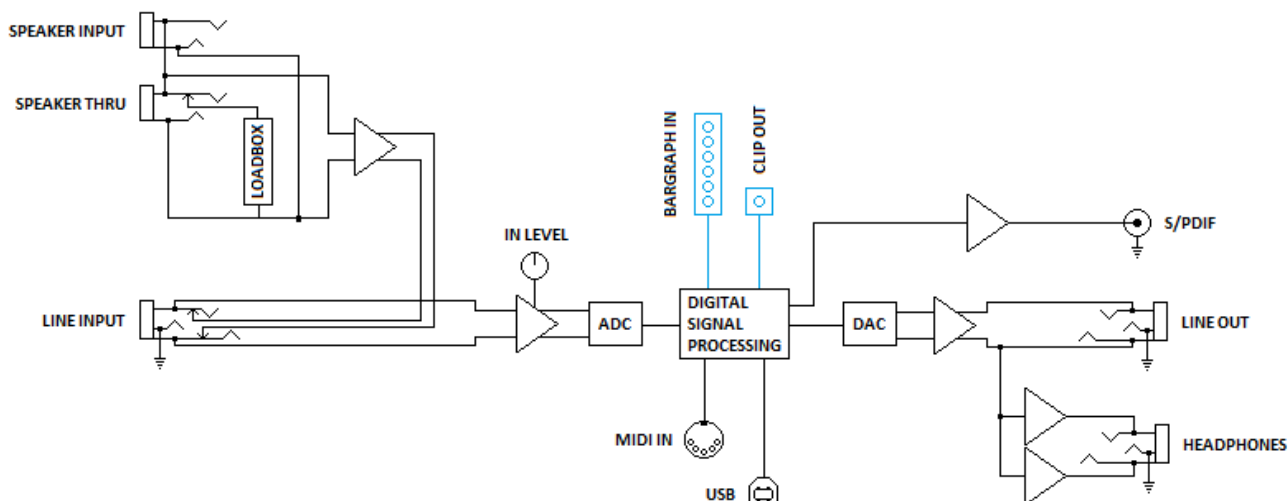 SPEAKER INPUT
SPEAKER THRU
LOADBOX
BARGRAPH IN
CLIP OUT
S/PDIF
IN LEVEL
LINE INPUT
ADC
DIGITAL
SIGNAL
PROCESSING
DAC
LINE OUT
MIDI IN
HEADPHONES
USB